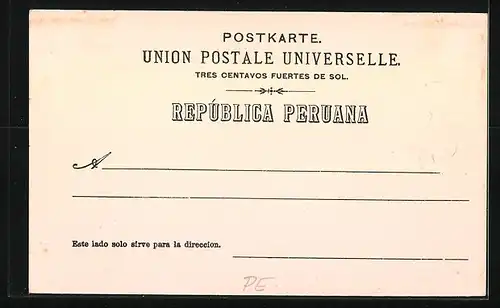 POSTKARTE.
UNION POSTALE UNIVERSELLE.
TRES CENTAVOS FUERTES DE SOL.
REPÚBLICA PERUANA
A
Este lado solo sirve para la direccion.
PE